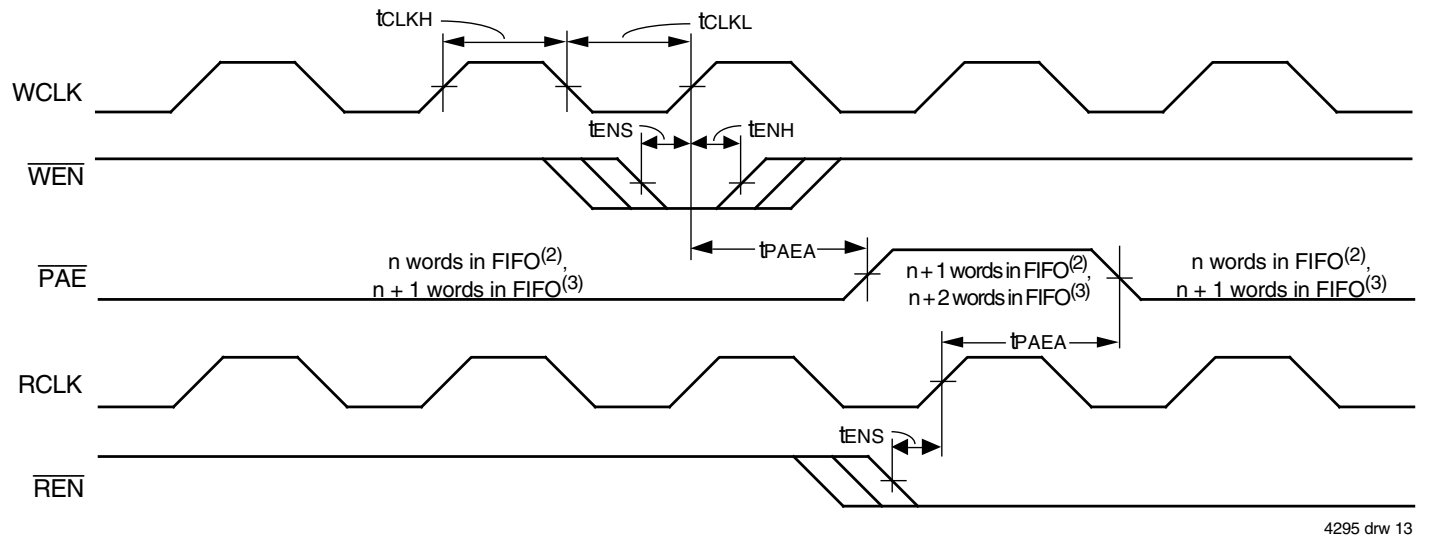 tCLKH
tCLKL
WCLK
tENS
tENH
WEN
tPAEA
PAE
n words in FIFO(2),
n + 1 words in FIFO(3)
n + 1 words in FIFO(2),
n + 2 words in FIFO(3)
n words in FIFO(2),
n + 1 words in FIFO(3)
tPAEA
RCLK
tENS
REN
4295 drw 13